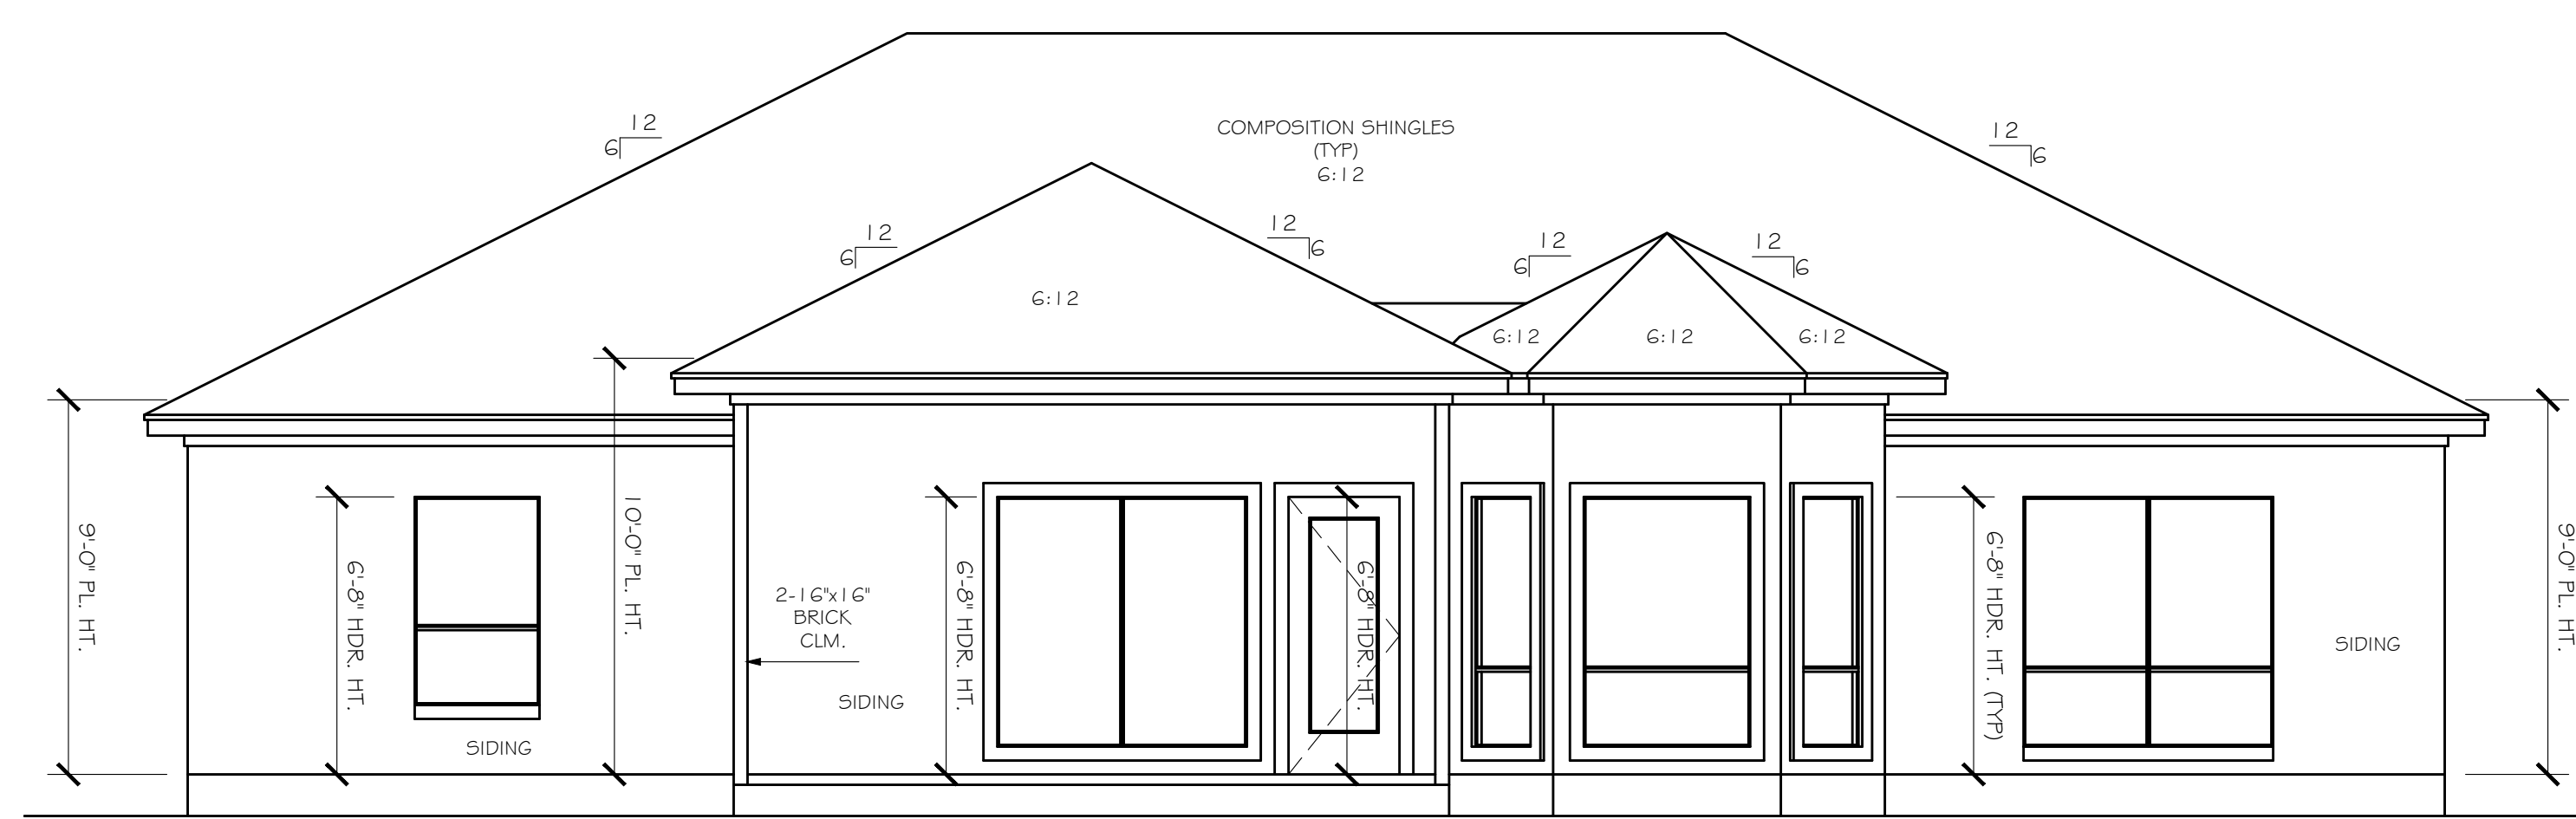 12
6
12
6
COMPOSITION SHINGLES
(TYP)
6:12
12
6
12
6
12
6
12
6
6:12
6:12
6:12
6:12
9'-0" PL. HT.
6'-8" HDR. HT.
10'-0" PL. HT.
2-16"x16"
BRICK
CLM.
6'-8" HDR. HT.
6'-8" HDR. HT.
6'-8" HDR. HT. (TYP)
9'-0" PL. HT.
SIDING
SIDING
SIDING